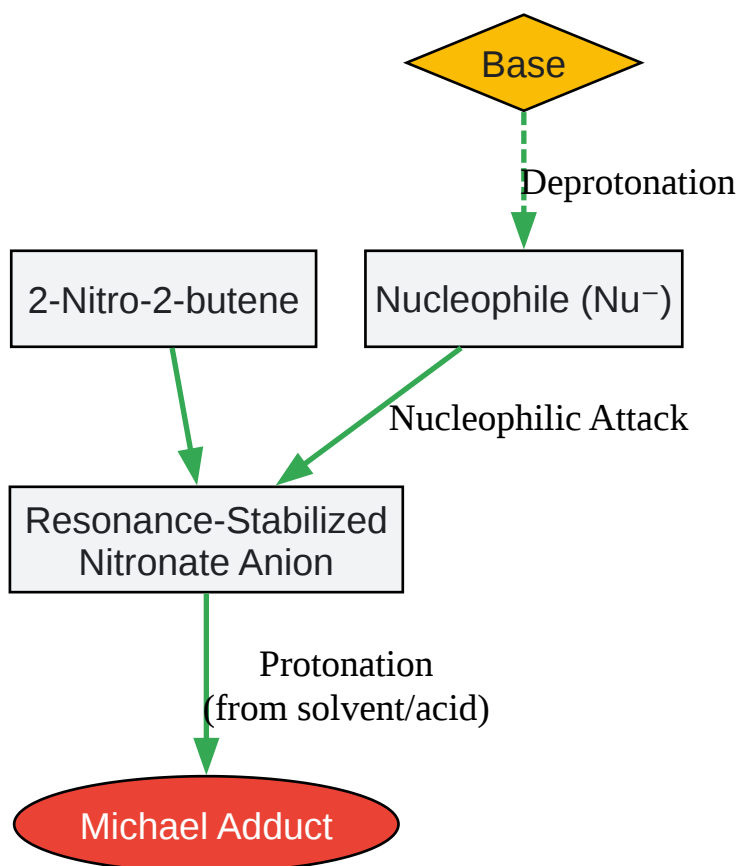 Base
Deprotonation
2-Nitro-2-butene
Nucleophile (Nu⁻)
Nucleophilic Attack
Resonance-Stabilized
Nitronate Anion
Protonation
(from solvent/acid)
Michael Adduct